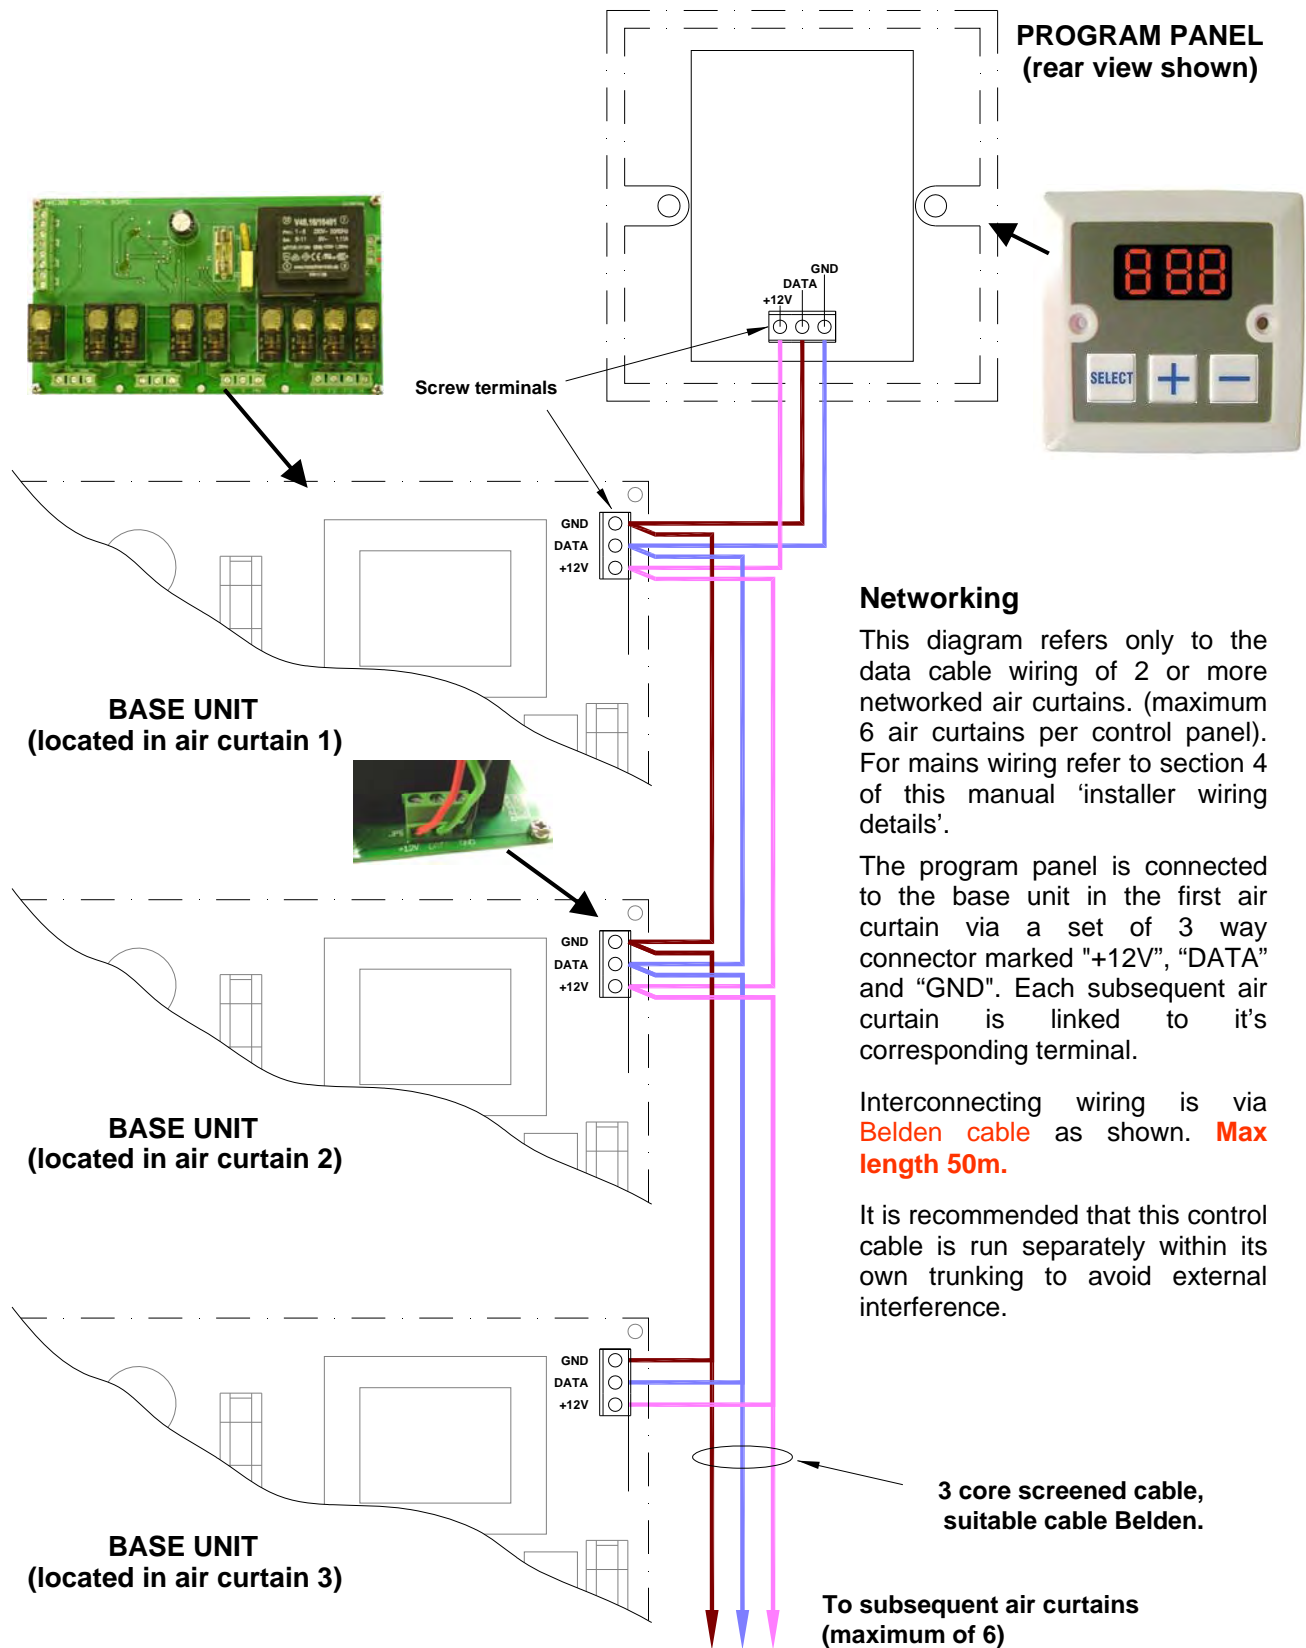 PROGRAM PANEL
(rear view shown)
V40,16/10401
GND
DATA
+12V
SELECT
Screw terminals
GND
DATA
+12V
BASE UNIT
(located in air curtain 1)
Networking
This diagram refers only to the
data cable wiring of 2 or more
networked air curtains. (maximum
6 air curtains per control panel).
For mains wiring refer to section 4
of this manual ‘installer wiring
details’.
The program panel is connected
to the base unit in the first air
curtain via a set of 3 way
connector marked "+12V”, “DATA”
and “GND". Each subsequent air
curtain is linked to it’s
corresponding terminal.
Interconnecting wiring is via
Belden cable as shown. Max
length 50m.
It is recommended that this control
cable is run separately within its
own trunking to avoid external
interference.
+12V
GND
GND
DATA
+12V
BASE UNIT
(located in air curtain 2)
GND
DATA
+12V
BASE UNIT
(located in air curtain 3)
3 core screened cable,
suitable cable Belden.
To subsequent air curtains
(maximum of 6)